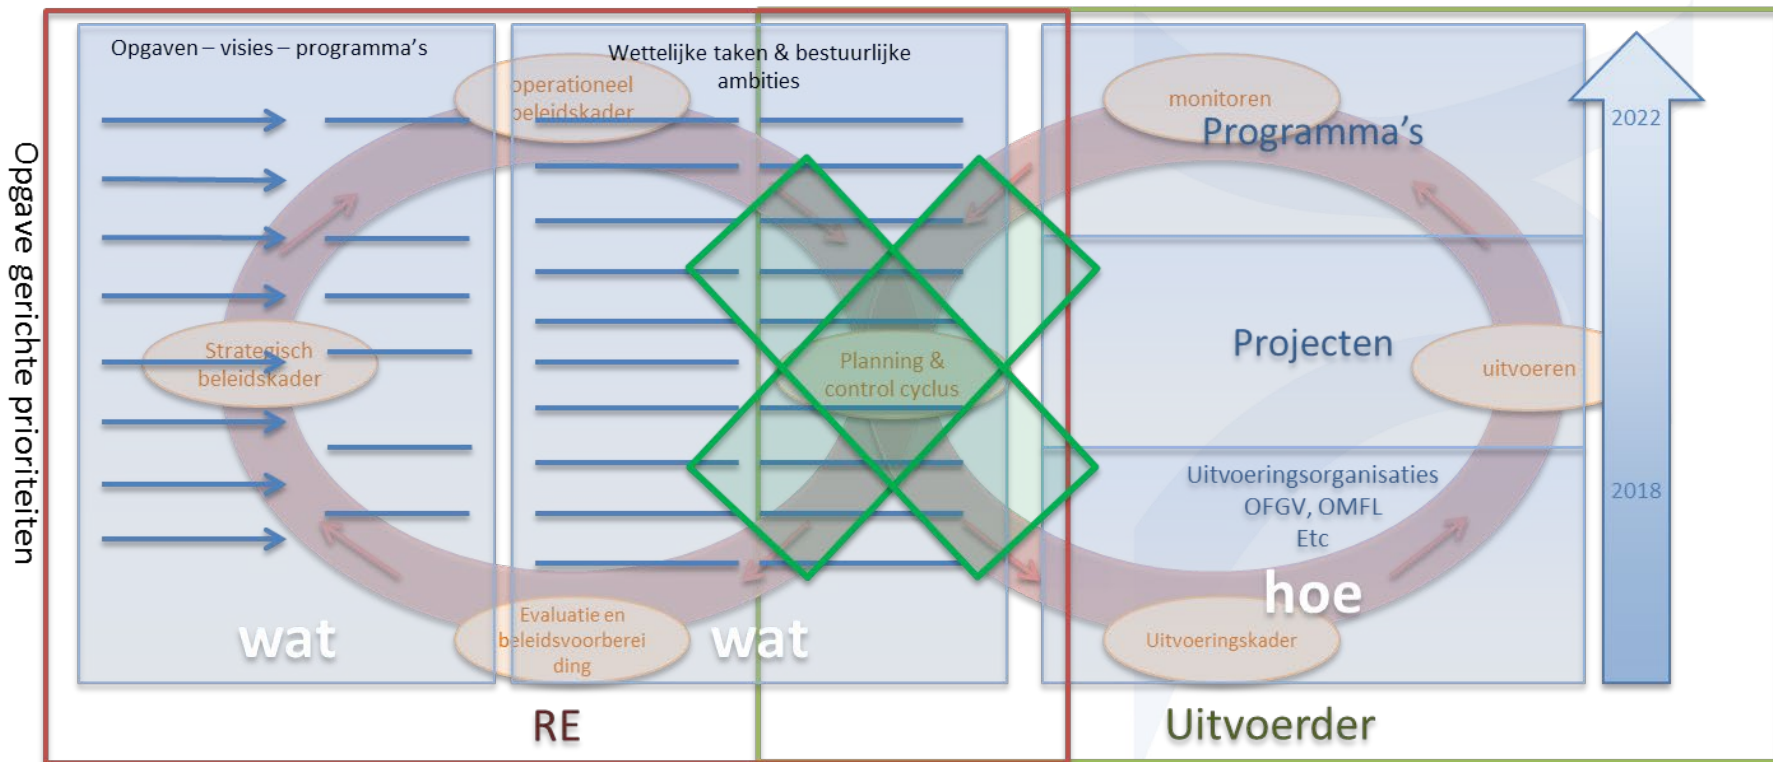 Opgave gerichte prioriteiten
Opgaven – visies – programma's
Wettelijke taken & bestuurlijke
ambities
operationeel
beleidskader
monitoren
Programma's
2022
Strategisch
beleidskader
Planning &
control cyclus
Projecten
uitvoeren
Uitvoeringsorganisaties
OFGV, OMFL
Etc
2018
hoe
wat
Evaluatie en
beleidsvoorberei
ding
wat
Uitvoeringskader
RE
Uitvoerder